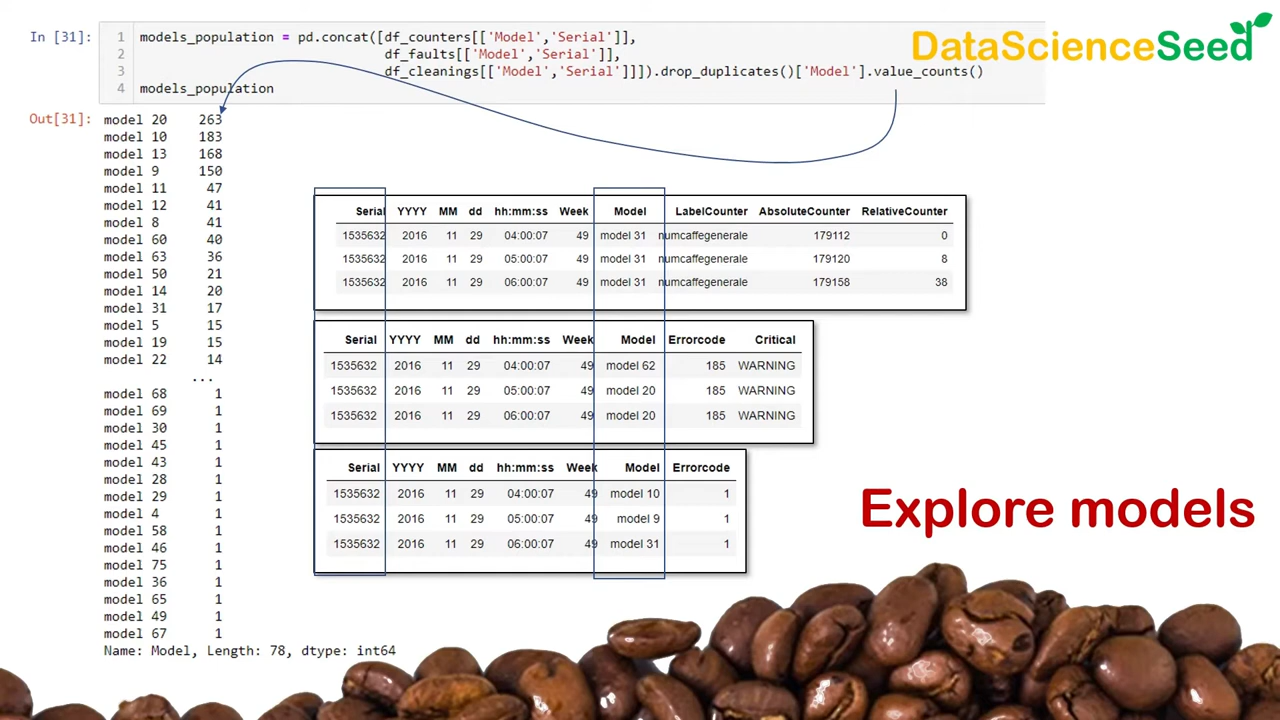 DataScienceSeed
In [31]:
1 models_population = pd.concat([df_counters[['Model','Serial']],
2 df_faults[['Model','Serial']],
3 df_cleanings[['Model','Serial']]]).drop_duplicates()['Model'].value_counts()
4 models_population
Out[31]:
model 20 263
model 10 183
model 13 168
model 9 150
model 11 47
model 12 41
model 8 41
model 60 40
model 63 36
model 50 21
model 14 20
model 31 17
model 5 15
model 19 15
model 22 14
...
model 68 1
model 69 1
model 30 1
model 45 1
model 43 1
model 28 1
model 29 1
model 4 1
model 58 1
model 46 1
model 75 1
model 36 1
model 65 1
model 49 1
model 67 1
Name: Model, Length: 78, dtype: int64
Serial YYYY MM dd hh:mm:ss Week Model LabelCounter AbsoluteCounter RelativeCounter
1535632 2016 11 29 04:00:07 49 model 31 numcaffegenerale 179112 0
1535632 2016 11 29 05:00:07 49 model 31 numcaffegenerale 179120 8
1535632 2016 11 29 06:00:07 49 model 31 numcaffegenerale 179158 38
Serial YYYY MM dd hh:mm:ss Week Model Errorcode Critical
1535632 2016 11 29 04:00:07 49 model 62 185 WARNING
1535632 2016 11 29 05:00:07 49 model 20 185 WARNING
1535632 2016 11 29 06:00:07 49 model 20 185 WARNING
Serial YYYY MM dd hh:mm:ss Week Model Errorcode
1535632 2016 11 29 04:00:07 49 model 10 1
1535632 2016 11 29 05:00:07 49 model 9 1
1535632 2016 11 29 06:00:07 49 model 31 1
Explore models